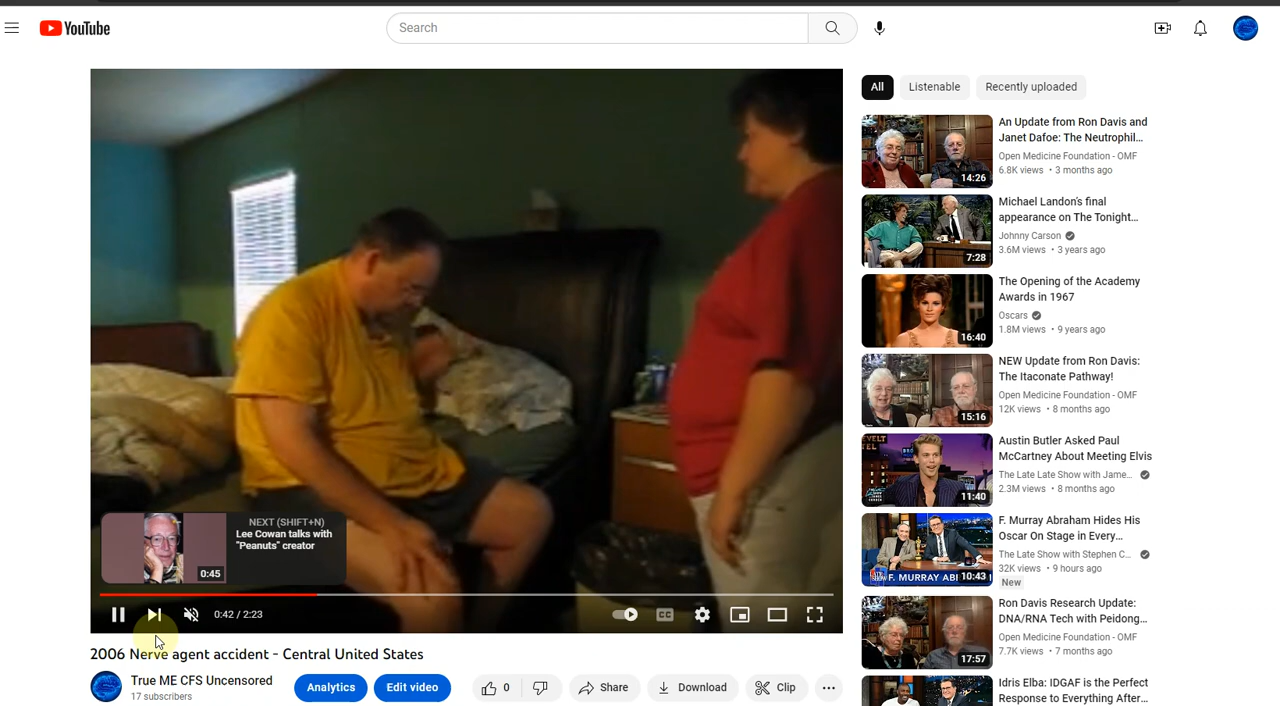 YouTube
Search
NEXT (SHIFT+N)
Lee Cowan talks with
"Peanuts" creator
0:45
0:42 / 2:23
CC
2006 Nerve agent accident - Central United States
True ME CFS Uncensored
17 subscribers
Analytics
Edit video
0
Share
Download
Clip
All
Listenable
Recently uploaded
14:26
An Update from Ron Davis and
Janet Dafoe: The Neutrophil...
Open Medicine Foundation - OMF
6.8K views • 3 months ago
7:28
Michael Landon's final
appearance on The Tonight...
Johnny Carson
3.6M views • 3 years ago
16:40
The Opening of the Academy
Awards in 1967
Oscars
1.8M views • 9 years ago
15:16
NEW Update from Ron Davis:
The Itaconate Pathway!
Open Medicine Foundation - OMF
12K views • 8 months ago
11:40
Austin Butler Asked Paul
McCartney About Meeting Elvis
The Late Late Show with Jame...
2.3M views • 8 months ago
F. MURRAY ABRAHAM
10:43
F. Murray Abraham Hides His
Oscar On Stage in Every...
The Late Show with Stephen C...
32K views • 9 hours ago
New
17:57
Ron Davis Research Update:
DNA/RNA Tech with Peidong...
Open Medicine Foundation - OMF
7.7K views • 7 months ago
Idris Elba: IDGAF is the Perfect
Response to Everything After...